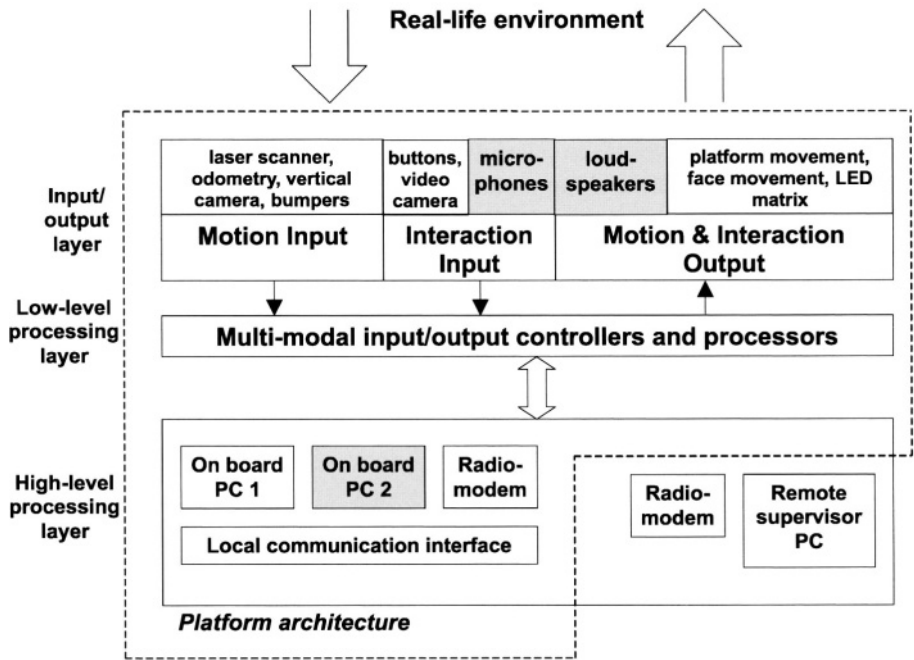 Real-life environment
Input/
output
layer
laser scanner,
odometry, vertical
camera, bumpers
buttons,
video
camera
micro-
phones
loud-
speakers
platform movement,
face movement, LED
matrix
Motion Input
Interaction
Input
Motion & Interaction
Output
Low-level
processing
layer
Multi-modal input/output controllers and processors
High-level
processing
layer
On board
PC 1
On board
PC 2
Radio-
modem
Local communication interface
Radio-
modem
Remote
supervisor
PC
Platform architecture